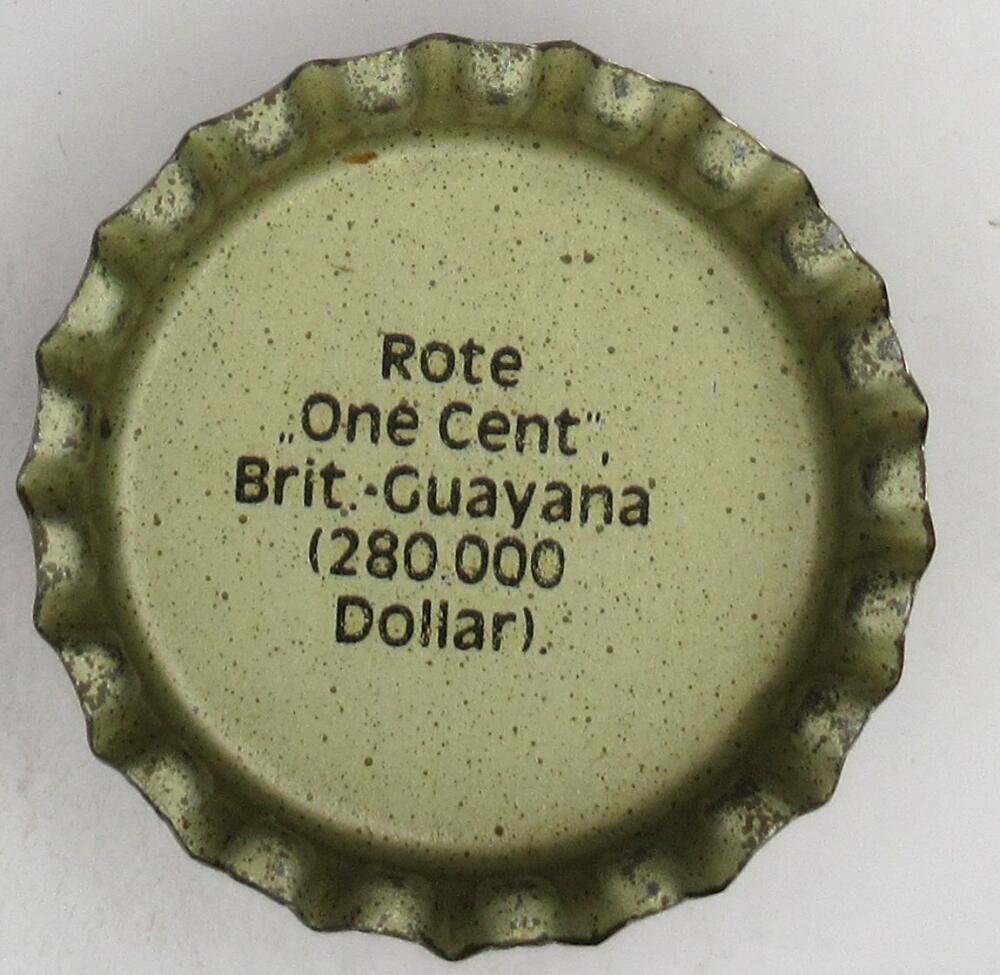 Rote
„One Cent“,
Brit.-Guayana
(280.000
Dollar).